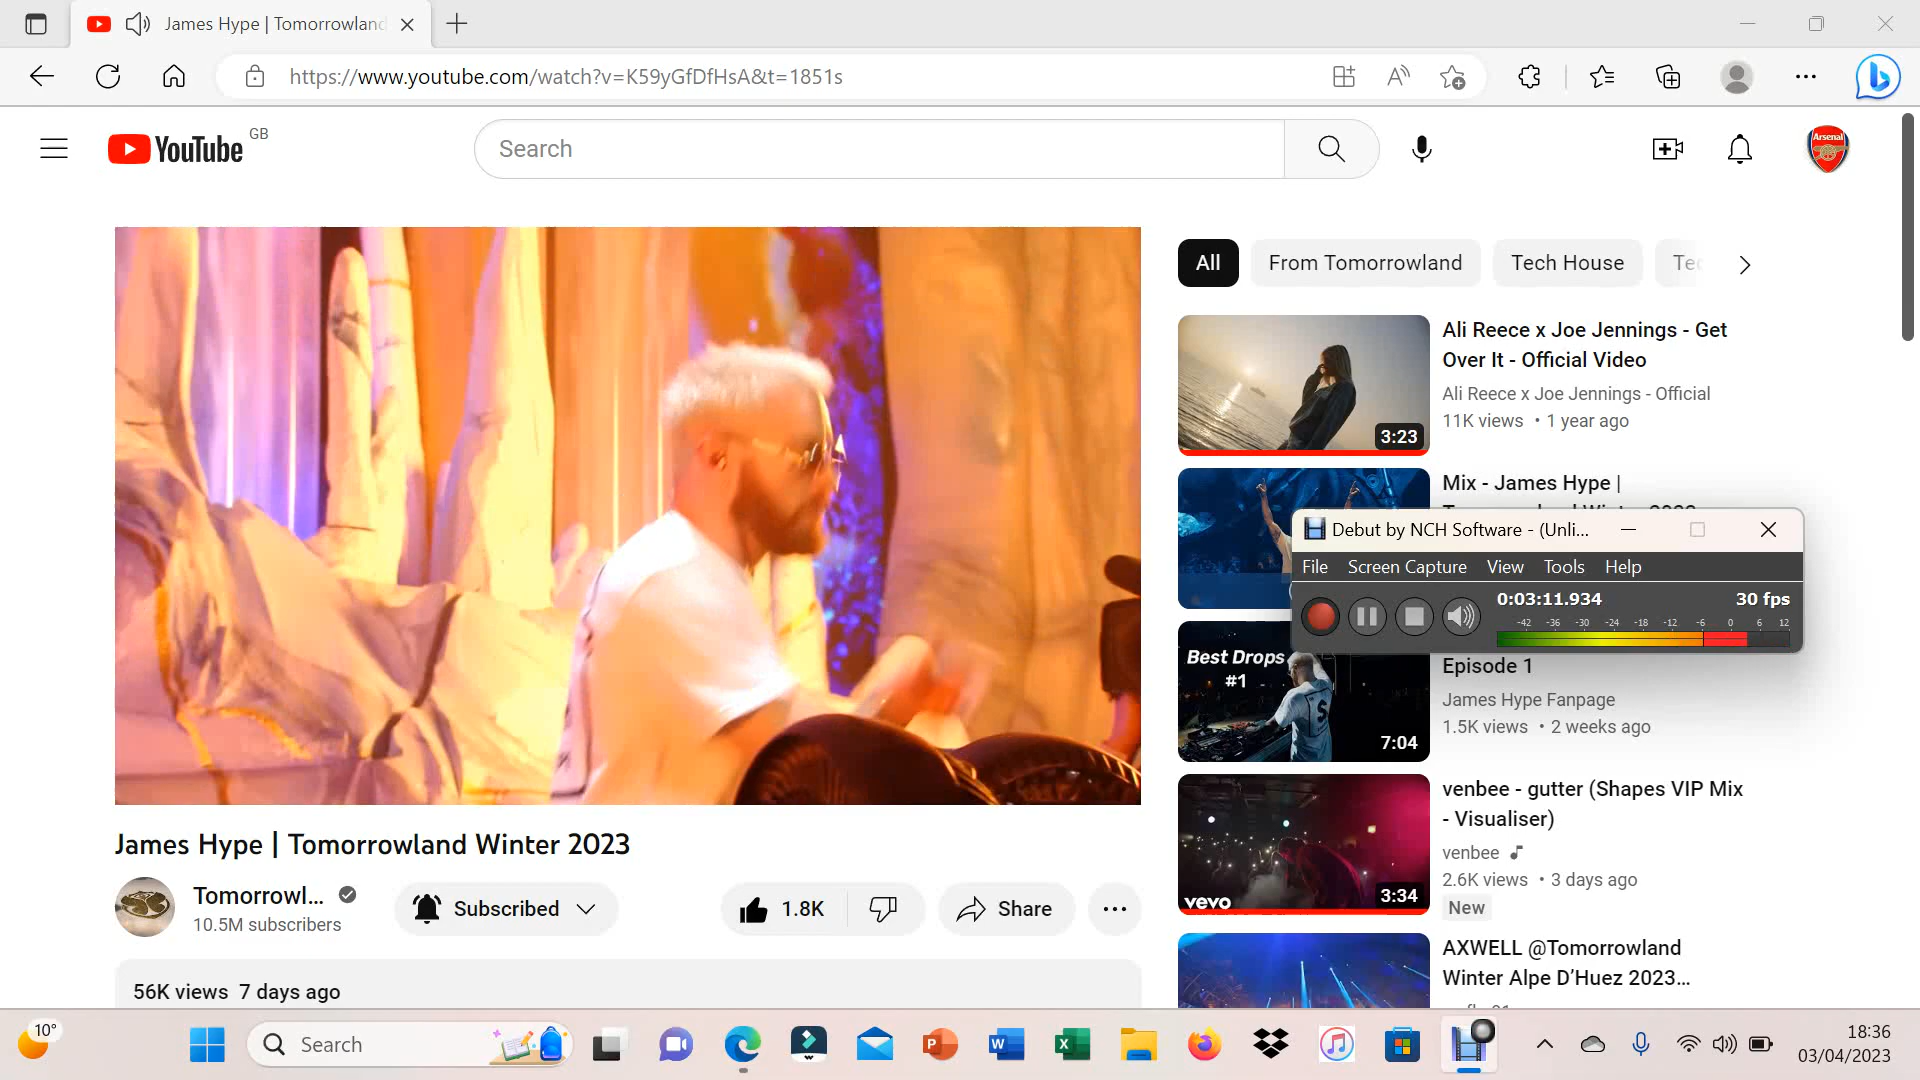 James Hype | Tomorrowland
https://www.youtube.com/watch?v=K59yGfDfHsA&t=1851s
YouTube GB
Search
Arsenal
All
From Tomorrowland
Tech House
3:23
Ali Reece x Joe Jennings - Get
Over It - Official Video
Ali Reece x Joe Jennings - Official
11K views • 1 year ago
Mix - James Hype |
Debut by NCH Software - (Unli...
File Screen Capture View Tools Help
0:03:11.934 30 fps
-42 -36 -30 -24 -18 -12 -6 0 6 12
Best Drops
#1
7:04
Episode 1
James Hype Fanpage
1.5K views • 2 weeks ago
vevo
3:34
venbee - gutter (Shapes VIP Mix
- Visualiser)
venbee
2.6K views • 3 days ago
New
AXWELL @Tomorrowland
Winter Alpe D’Huez 2023...
James Hype | Tomorrowland Winter 2023
Tomorrowl...
10.5M subscribers
Subscribed
1.8K
Share
56K views 7 days ago
10°
Search
18:36
03/04/2023